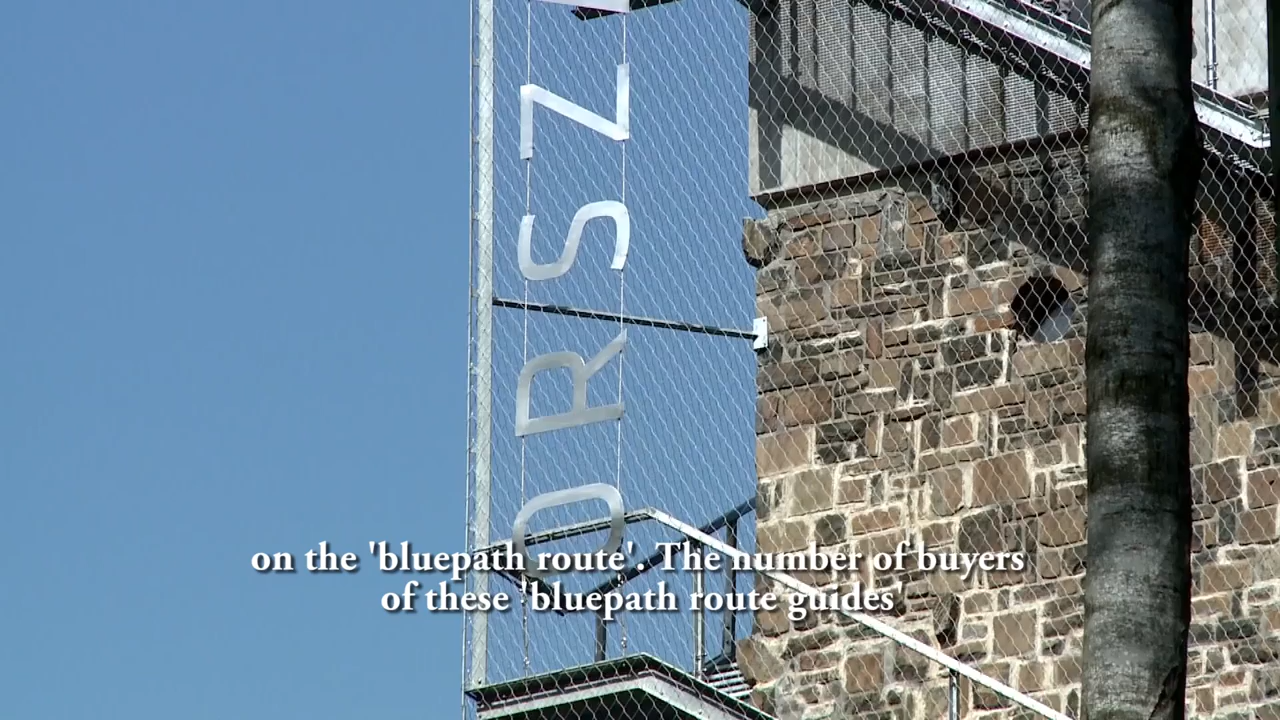 ORSZ
on the 'bluepath route'. The number of buyers
of these 'bluepath route guides'